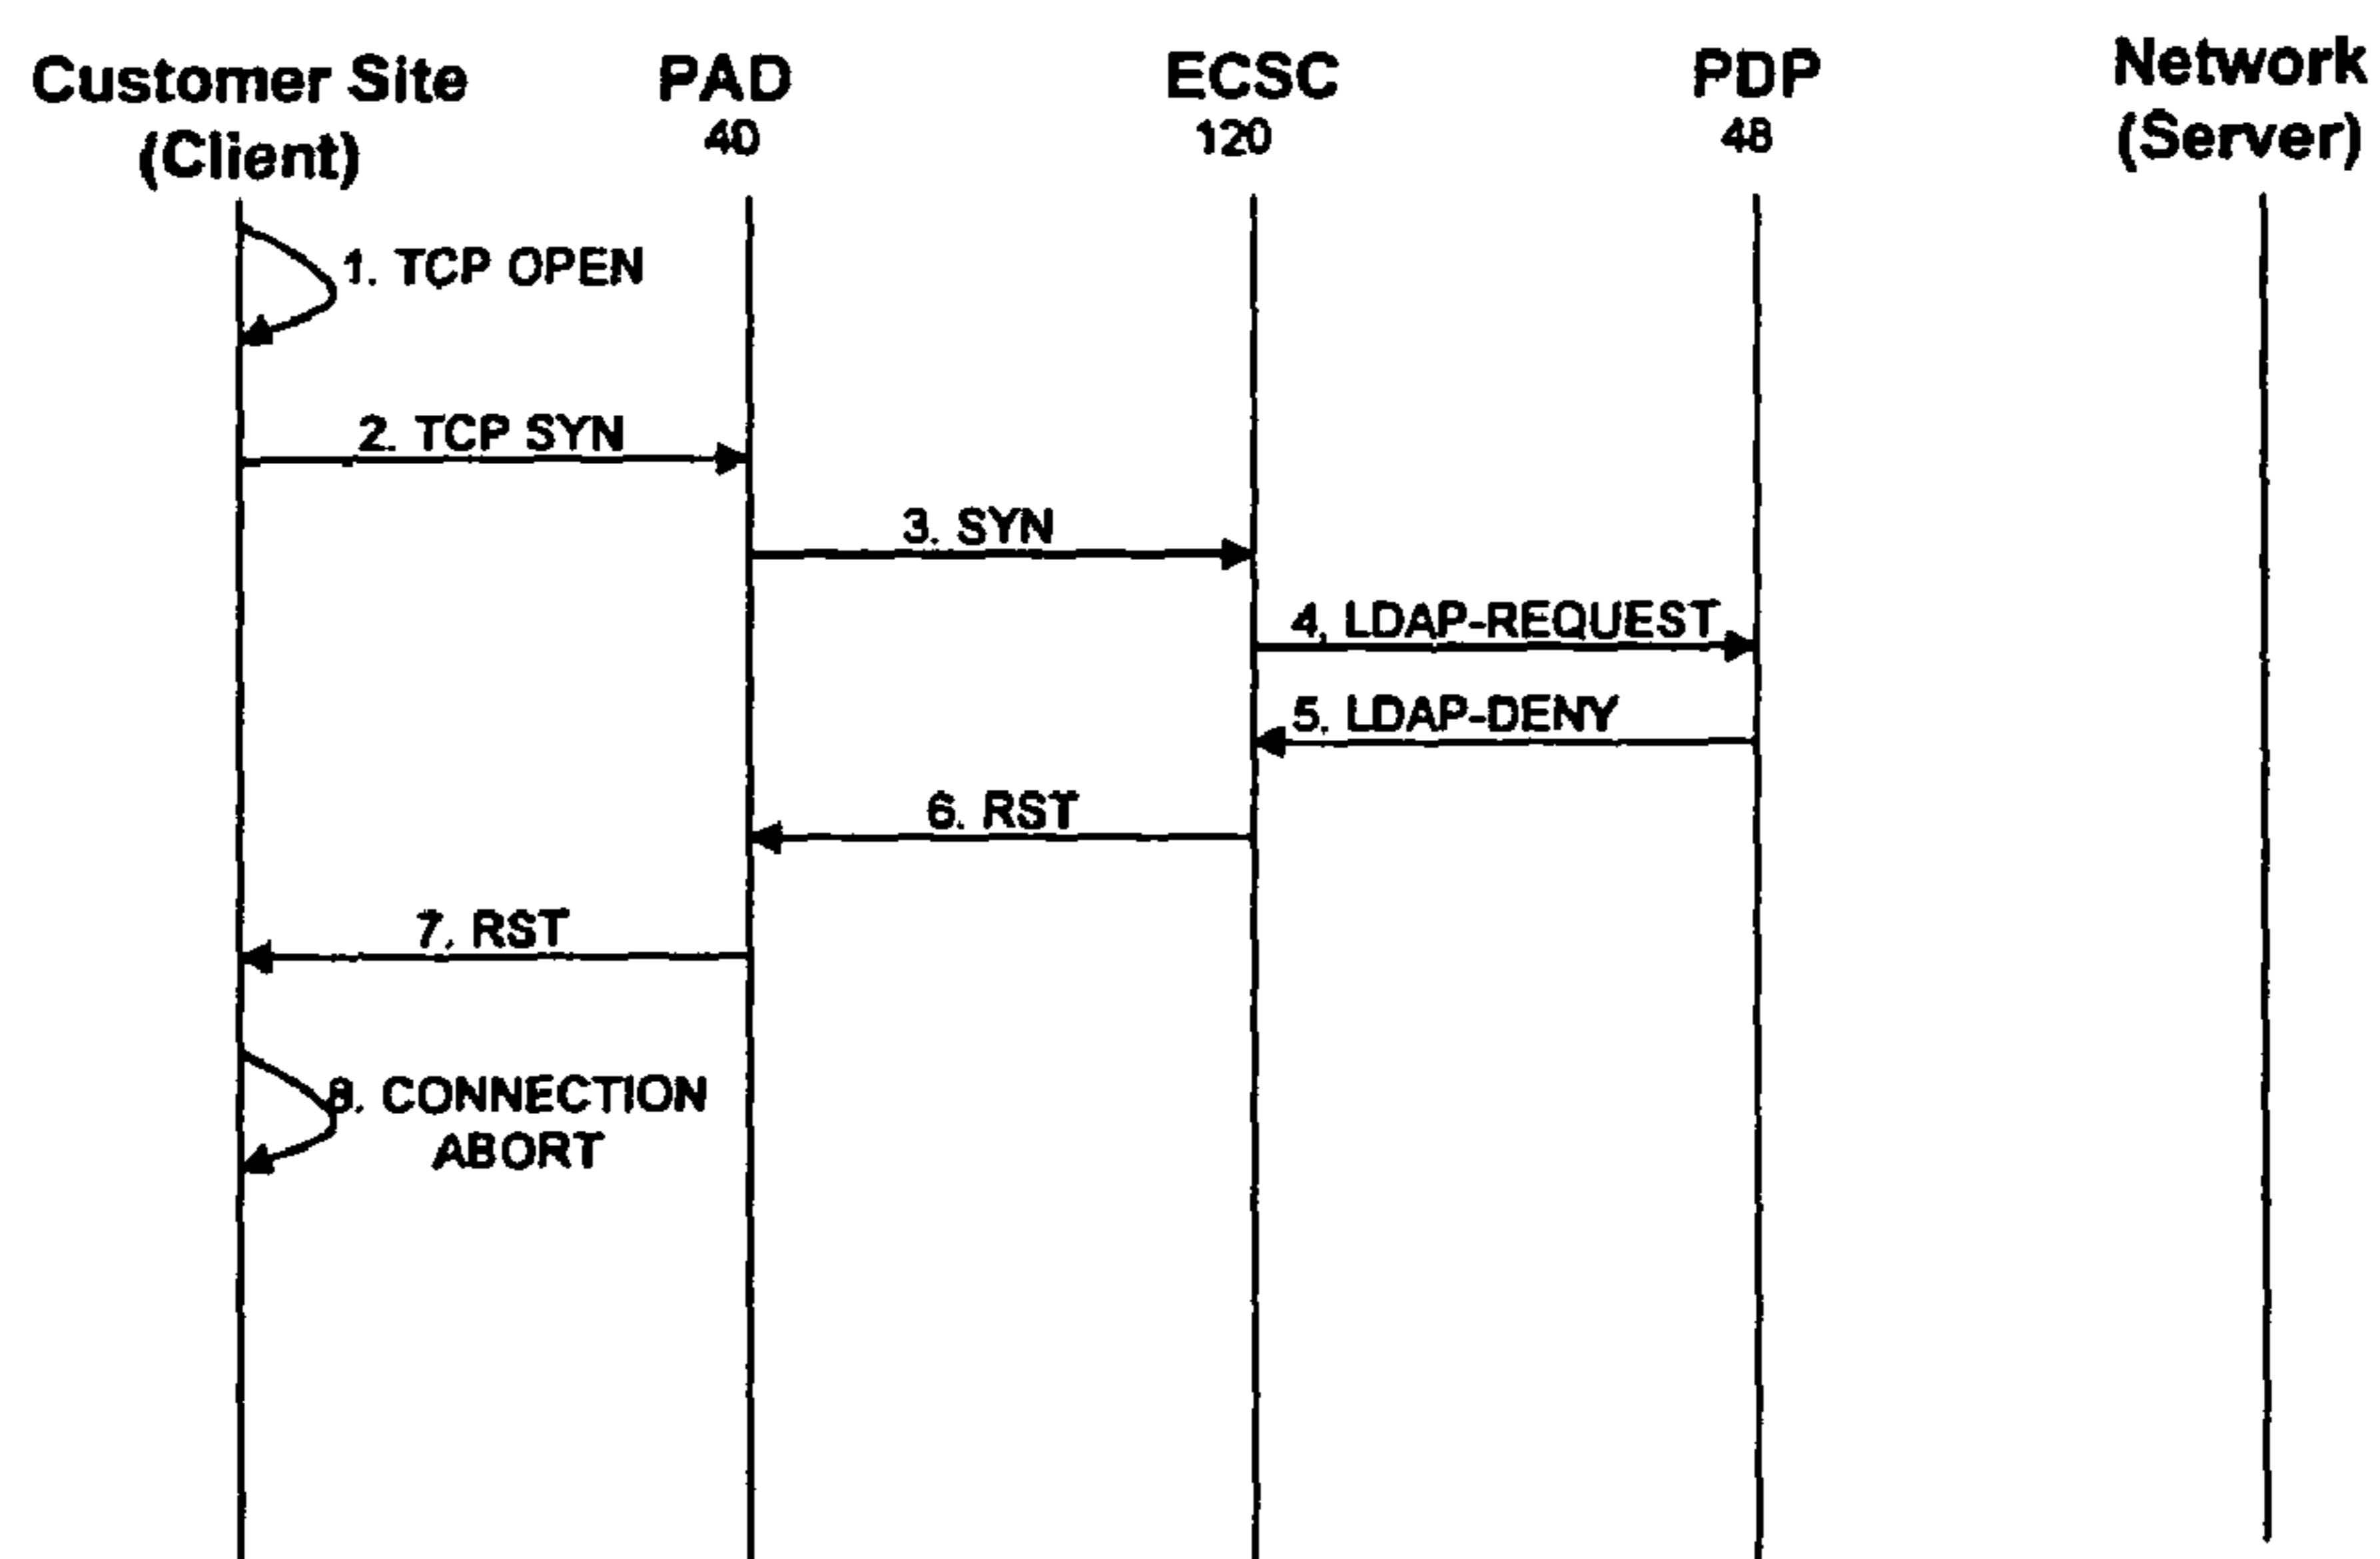 Customer Site
(Client)
PAD
40
ECSC
120
PDP
48
Network
(Server)
1. TCP OPEN
2. TCP SYN
3. SYN
4. LDAP-REQUEST
5. LDAP-DENY
6. RST
7. RST
8. CONNECTION
ABORT